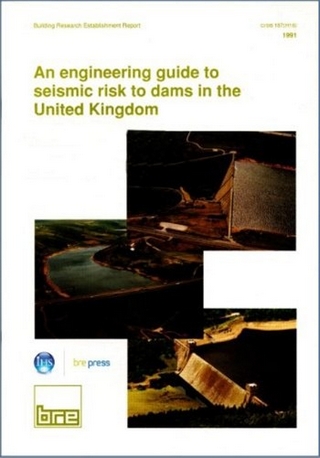 Building Research Establishment Report
1991
An engineering guide to
seismic risk to dams in the
United Kingdom
IHS
bre press
bre